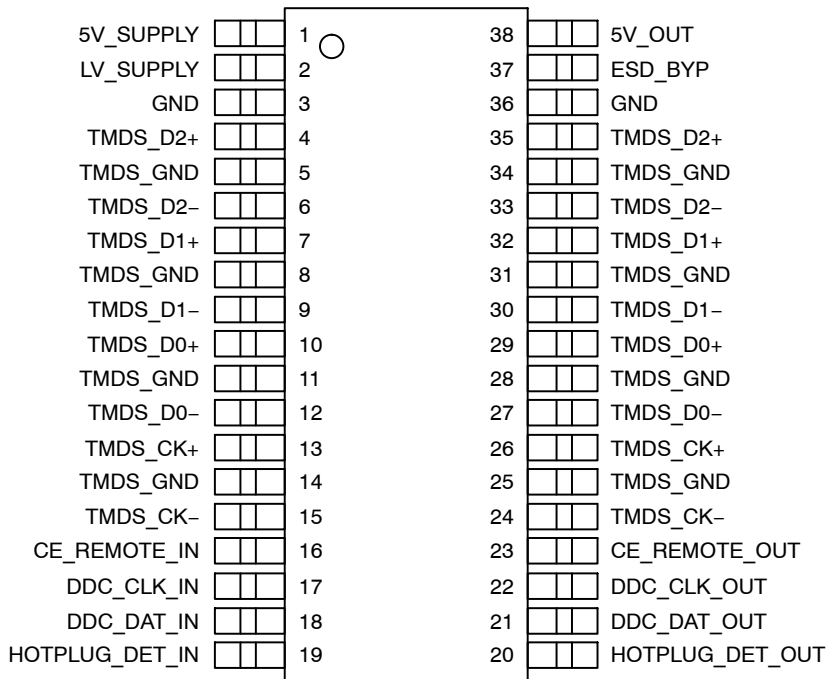 5V_SUPPLY 1 38 5V_OUT
LV_SUPPLY 2 37 ESD_BYP
GND 3 36 GND
TMDS_D2+ 4 35 TMDS_D2+
TMDS_GND 5 34 TMDS_GND
TMDS_D2− 6 33 TMDS_D2−
TMDS_D1+ 7 32 TMDS_D1+
TMDS_GND 8 31 TMDS_GND
TMDS_D1− 9 30 TMDS_D1−
TMDS_D0+ 10 29 TMDS_D0+
TMDS_GND 11 28 TMDS_GND
TMDS_D0− 12 27 TMDS_D0−
TMDS_CK+ 13 26 TMDS_CK+
TMDS_GND 14 25 TMDS_GND
TMDS_CK− 15 24 TMDS_CK−
CE_REMOTE_IN 16 23 CE_REMOTE_OUT
DDC_CLK_IN 17 22 DDC_CLK_OUT
DDC_DAT_IN 18 21 DDC_DAT_OUT
HOTPLUG_DET_IN 19 20 HOTPLUG_DET_OUT